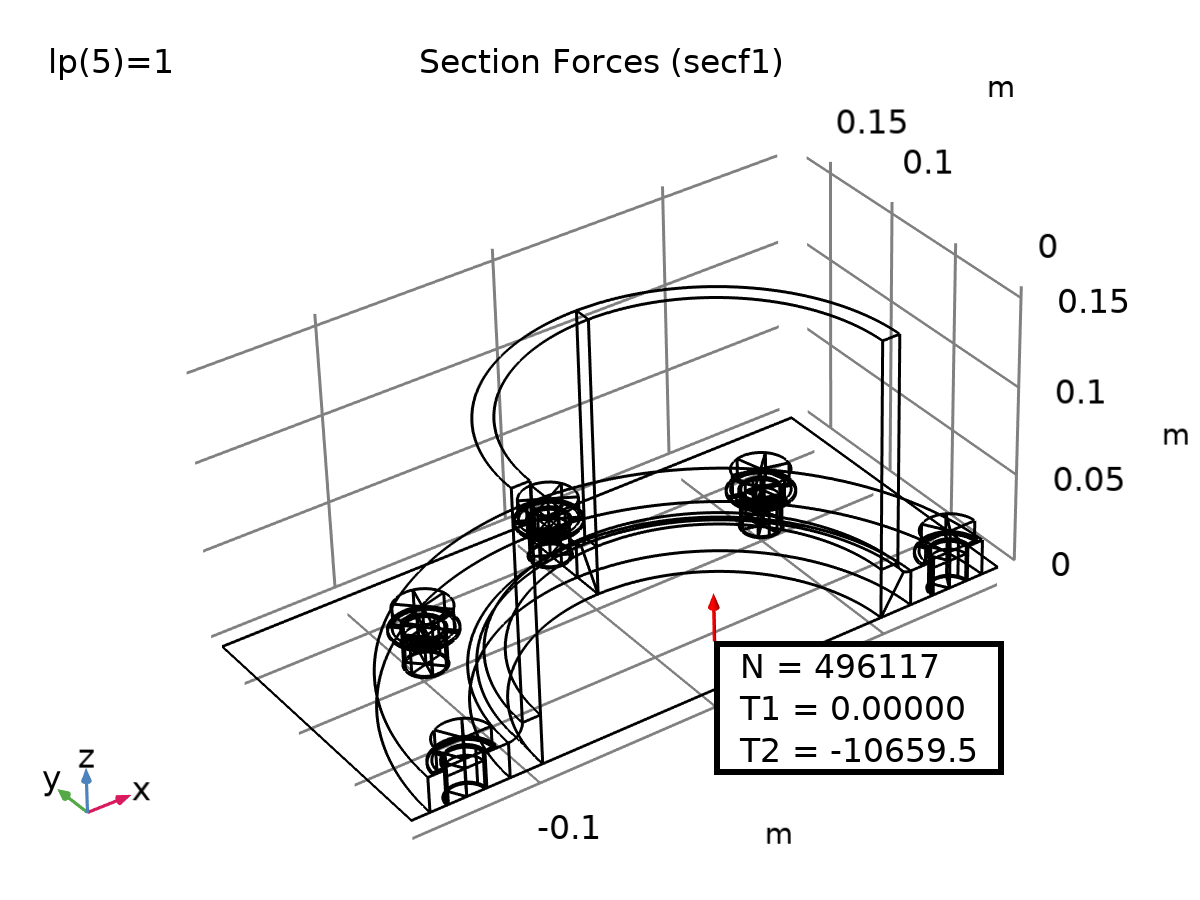 lp(5)=1
Section Forces (secf1)
m
0.15
0.1
0
0.15
0.1
m
0.05
0
N = 496117
T1 = 0.00000
T2 = -10659.5
z
y
x
-0.1
m